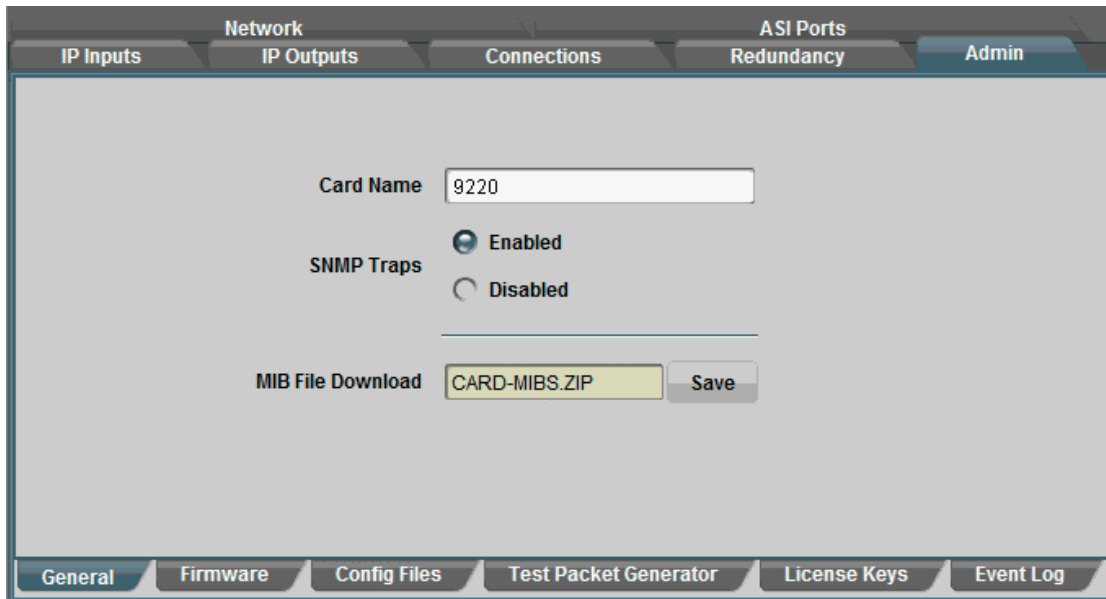 Network ASI Ports
IP Inputs IP Outputs Connections Redundancy Admin
Card Name 9220
Enabled
SNMP Traps
Disabled
MIB File Download CARD-MIBS.ZIP Save
General Firmware Config Files Test Packet Generator License Keys Event Log